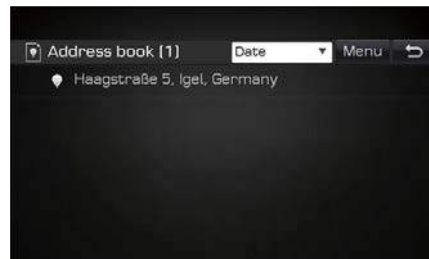 Address book (1) Date Menu
Haagstraße 5, Igel, Germany